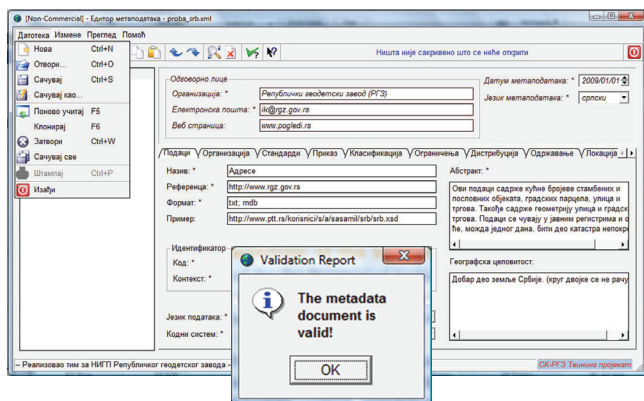 [Non-Commercial] - Едитор метаподатака - proba_srb.xml
Датотека Измене Преглед Помоћ
Нова Ctrl+N
Отвори... Ctrl+O
Сачувај Ctrl+S
Сачувај као...
Поново учитај F5
Клонирај F6
Затвори Ctrl+W
Сачувај све
Штампај Ctrl+P
Изађи
Ништа није сакривено што се неће открити
Одговорно лице
Организација: * Републички геодетски завод (РГЗ)
Електронска пошта: * ik@rgz.gov.rs
Веб страница: www.pogledi.rs
Датум метаподатака: * 2009/01/01
Језик метаподатака: * српски
Подаци Организација Стандарди Приказ Класификација Ограничења Дистрибуција Одржавање Локација
Назив: * Адресе
Референца: * http://www.rgz.gov.rs
Формат: * txt; mdb
Пример: http://www.ptt.rs/korisnici/s/a/sasamil/srb/srb.xsd
Идентификатор
Код: *
Контекст: *
Језик података: *
Кодни систем: *
Абстракт: *
Ови подаци садрже кућне бројеве стамбених и
пословних објеката, градских парцела, улица и
тргова. Такође садрже геометрију улица и градск
тргова. Подаци се чувају у јавним регистрима и о
ће, можда једног дана, бити део катастра непокре
Географска целовитост:
Добар део земље Србије. (круг двојке се не рачу
Validation Report
The metadata
document is
valid!
OK
-- Реализовао тим за НИГП Републичког геодетског завода --
СК-РГЗ Твининг пројекат